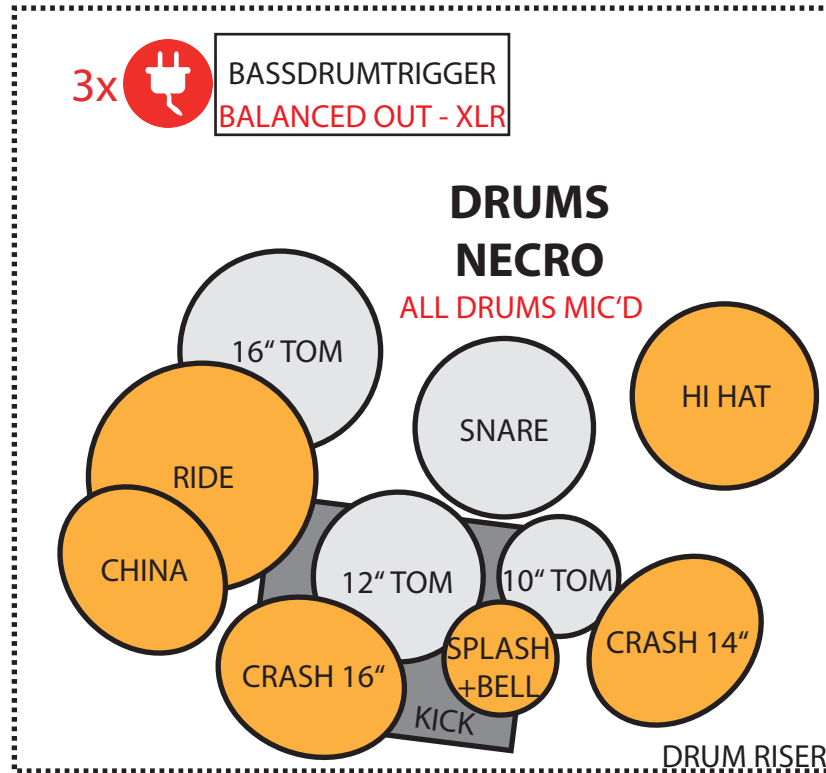 3x
BASSDRUMTRIGGER
BALANCED OUT - XLR
DRUMS
NECRO
ALL DRUMS MIC‘D
16“ TOM
HI HAT
SNARE
RIDE
CHINA
12“ TOM
10“ TOM
CRASH 16“
SPLASH
+BELL
CRASH 14“
KICK
DRUM RISER